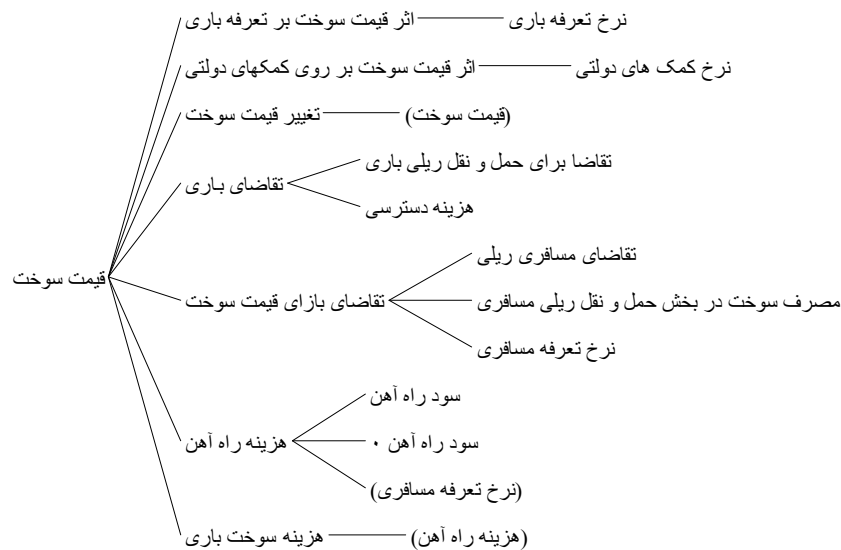 اثر قیمت سوخت بر تعرفه باری
نرخ تعرفه باری
اثر قیمت سوخت بر روی کمکهای دولتی
نرخ کمک های دولتی
تغییر قیمت سوخت
(قیمت سوخت)
تقاضای باری
تقاضا برای حمل و نقل ریلی باری
هزینه دسترسی
قیمت سوخت
تقاضای بازای قیمت سوخت
تقاضای مسافری ریلی
مصرف سوخت در بخش حمل و نقل ریلی مسافری
نرخ تعرفه مسافری
هزینه راه آهن
سود راه آهن
سود راه آهن ۰
(نرخ تعرفه مسافری)
هزینه سوخت باری
(هزینه راه آهن)